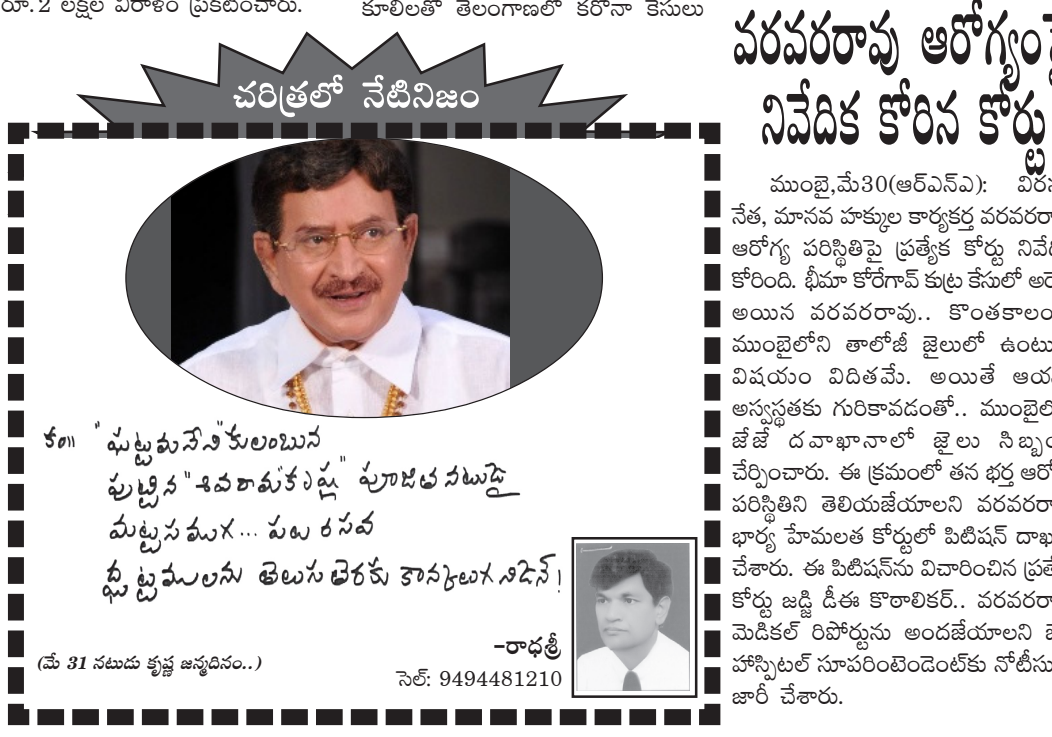 రూ.2 లక్షల విరాళం ప్రకటించారు.
కూలీలతో తెలంగాణలో కరోనా కేసులు
చరిత్రలో నేటినిజం
కం॥ "ఘట్టమనేని"కులంబున
పుట్టిన "శివరామకృష్ణ" పూజిత నటుడై
మట్టసముగ... పలు రసవ
ద్ఘట్టములను తెలుగు తెరకు కాన్కలుగ నిడెన్!
-రాధశ్రీ
సెల్: 9494481210
(మే 31 నటుడు కృష్ణ జన్మదినం..)
వరవరరావు ఆరోగ్యంపై
నివేదిక కోరిన కోర్టు
ముంబై,మే30(ఆర్ఎన్ఎ): విరస
నేత, మానవ హక్కుల కార్యకర్త వరవరరా
ఆరోగ్య పరిస్థితిపై ప్రత్యేక కోర్టు నివేది
కోరింది. భీమా కోరేగావ్ కుట్ర కేసులో అరె
అయిన వరవరరావు.. కొంతకాలం
ముంబైలోని తాలోజీ జైలులో ఉంటు
విషయం విదితమే. అయితే ఆయ
అస్వస్థతకు గురికావడంతో.. ముంబైలో
జేజే దవాఖానాలో జైలు సిబ్బం
చేర్పించారు. ఈ క్రమంలో తన భర్త ఆరో
పరిస్థితిని తెలియజేయాలని వరవరరా
భార్య హేమలత కోర్టులో పిటిషన్ దాఖ
చేశారు. ఈ పిటిషన్‌ను విచారించిన ప్రత్యే
కోర్టు జడ్జి డీఈ కొఠాలికర్.. వరవరరా
మెడికల్ రిపోర్టును అందజేయాలని జే
హాస్పిటల్ సూపరింటెండెంట్‌కు నోటీసు
జారీ చేశారు.